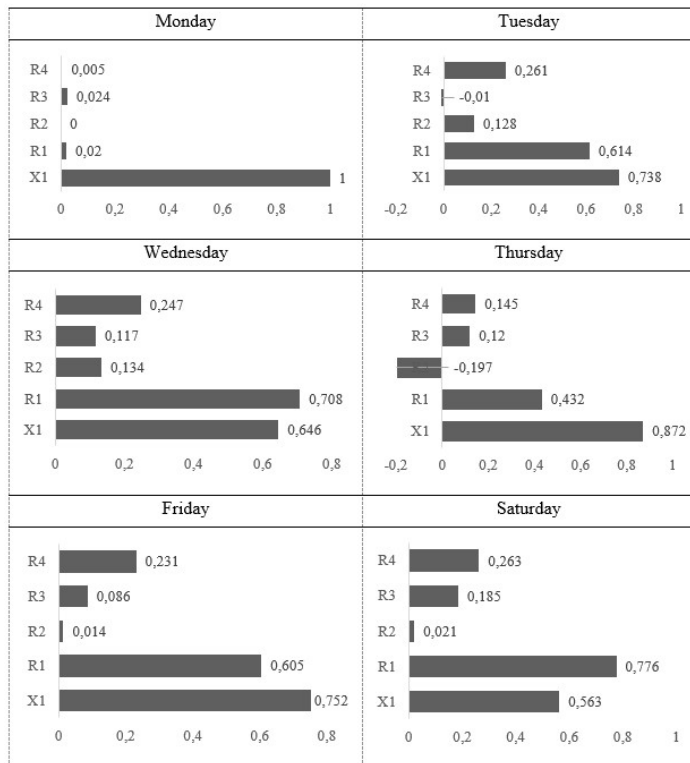 Monday
R4 0,005
R3 0,024
R2 0
R1 0,02
X1 1
0 0,2 0,4 0,6 0,8 1
Tuesday
R4 0,261
R3 -0,01
R2 0,128
R1 0,614
X1 0,738
-0,2 0 0,2 0,4 0,6 0,8 1
Wednesday
R4 0,247
R3 0,117
R2 0,134
R1 0,708
X1 0,646
0 0,2 0,4 0,6 0,8
Thursday
R4 0,145
R3 0,12
R2 -0,197
R1 0,432
X1 0,872
-0,2 0 0,2 0,4 0,6 0,8 1
Friday
R4 0,231
R3 0,086
R2 0,014
R1 0,605
X1 0,752
0 0,2 0,4 0,6 0,8
Saturday
R4 0,263
R3 0,185
R2 0,021
R1 0,776
X1 0,563
0 0,2 0,4 0,6 0,8 1